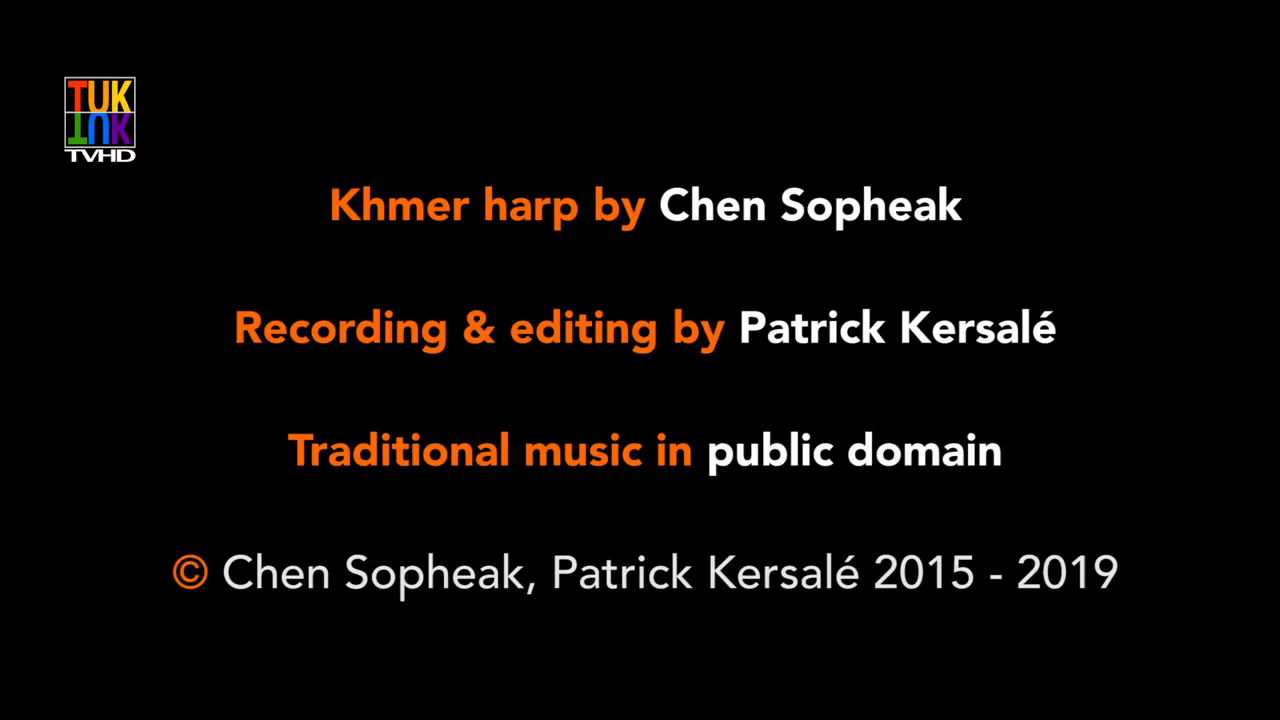 TUK
TUK
TVHD
Khmer harp by Chen Sopheak
Recording & editing by Patrick Kersalé
Traditional music in public domain
© Chen Sopheak, Patrick Kersalé 2015 - 2019